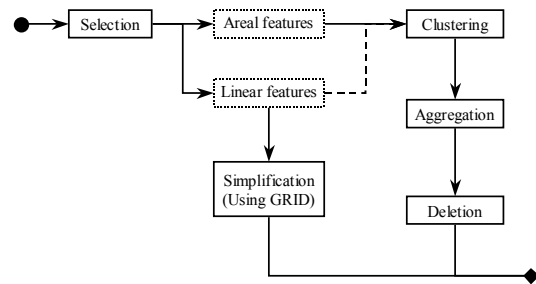 Selection
Areal features
Clustering
Linear features
Aggregation
Simplification
(Using GRID)
Deletion